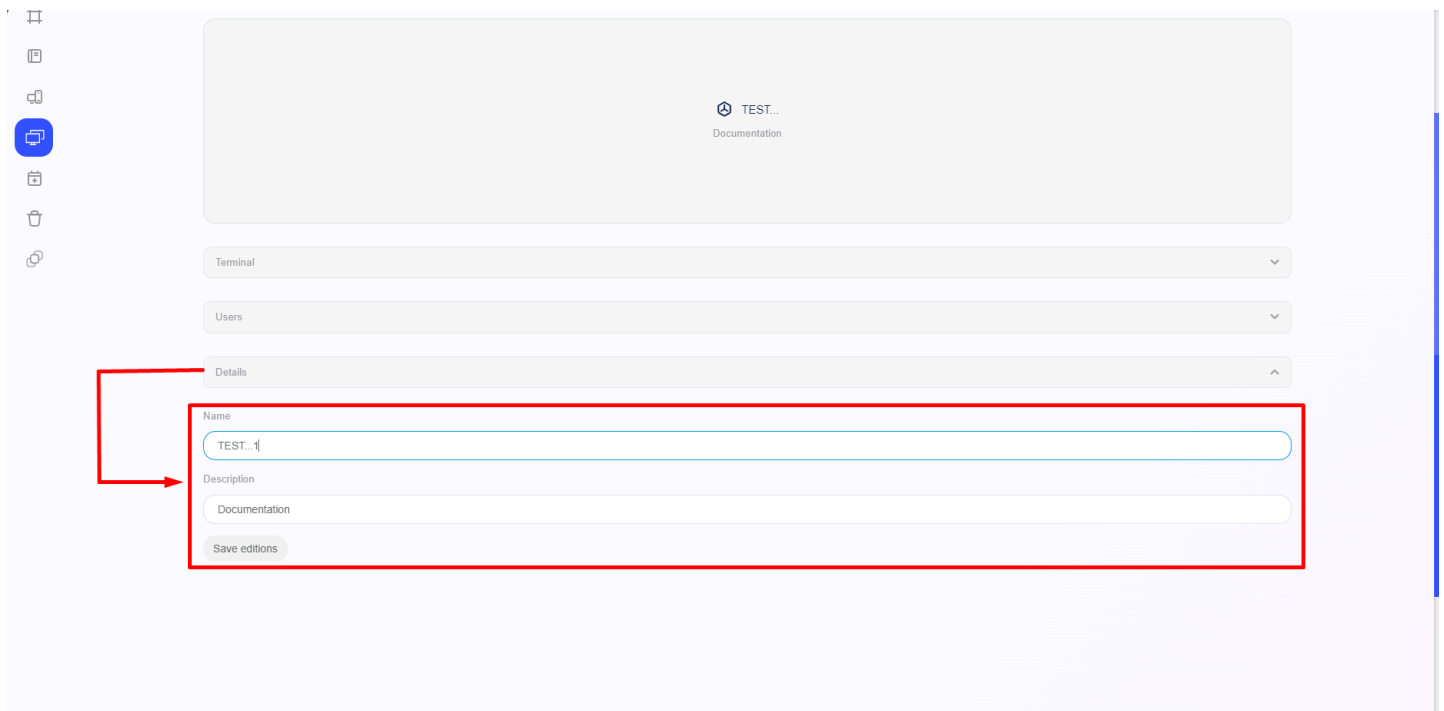 TEST...
Documentation
Terminal
Users
Details
Name
TEST...1
Description
Documentation
Save editions